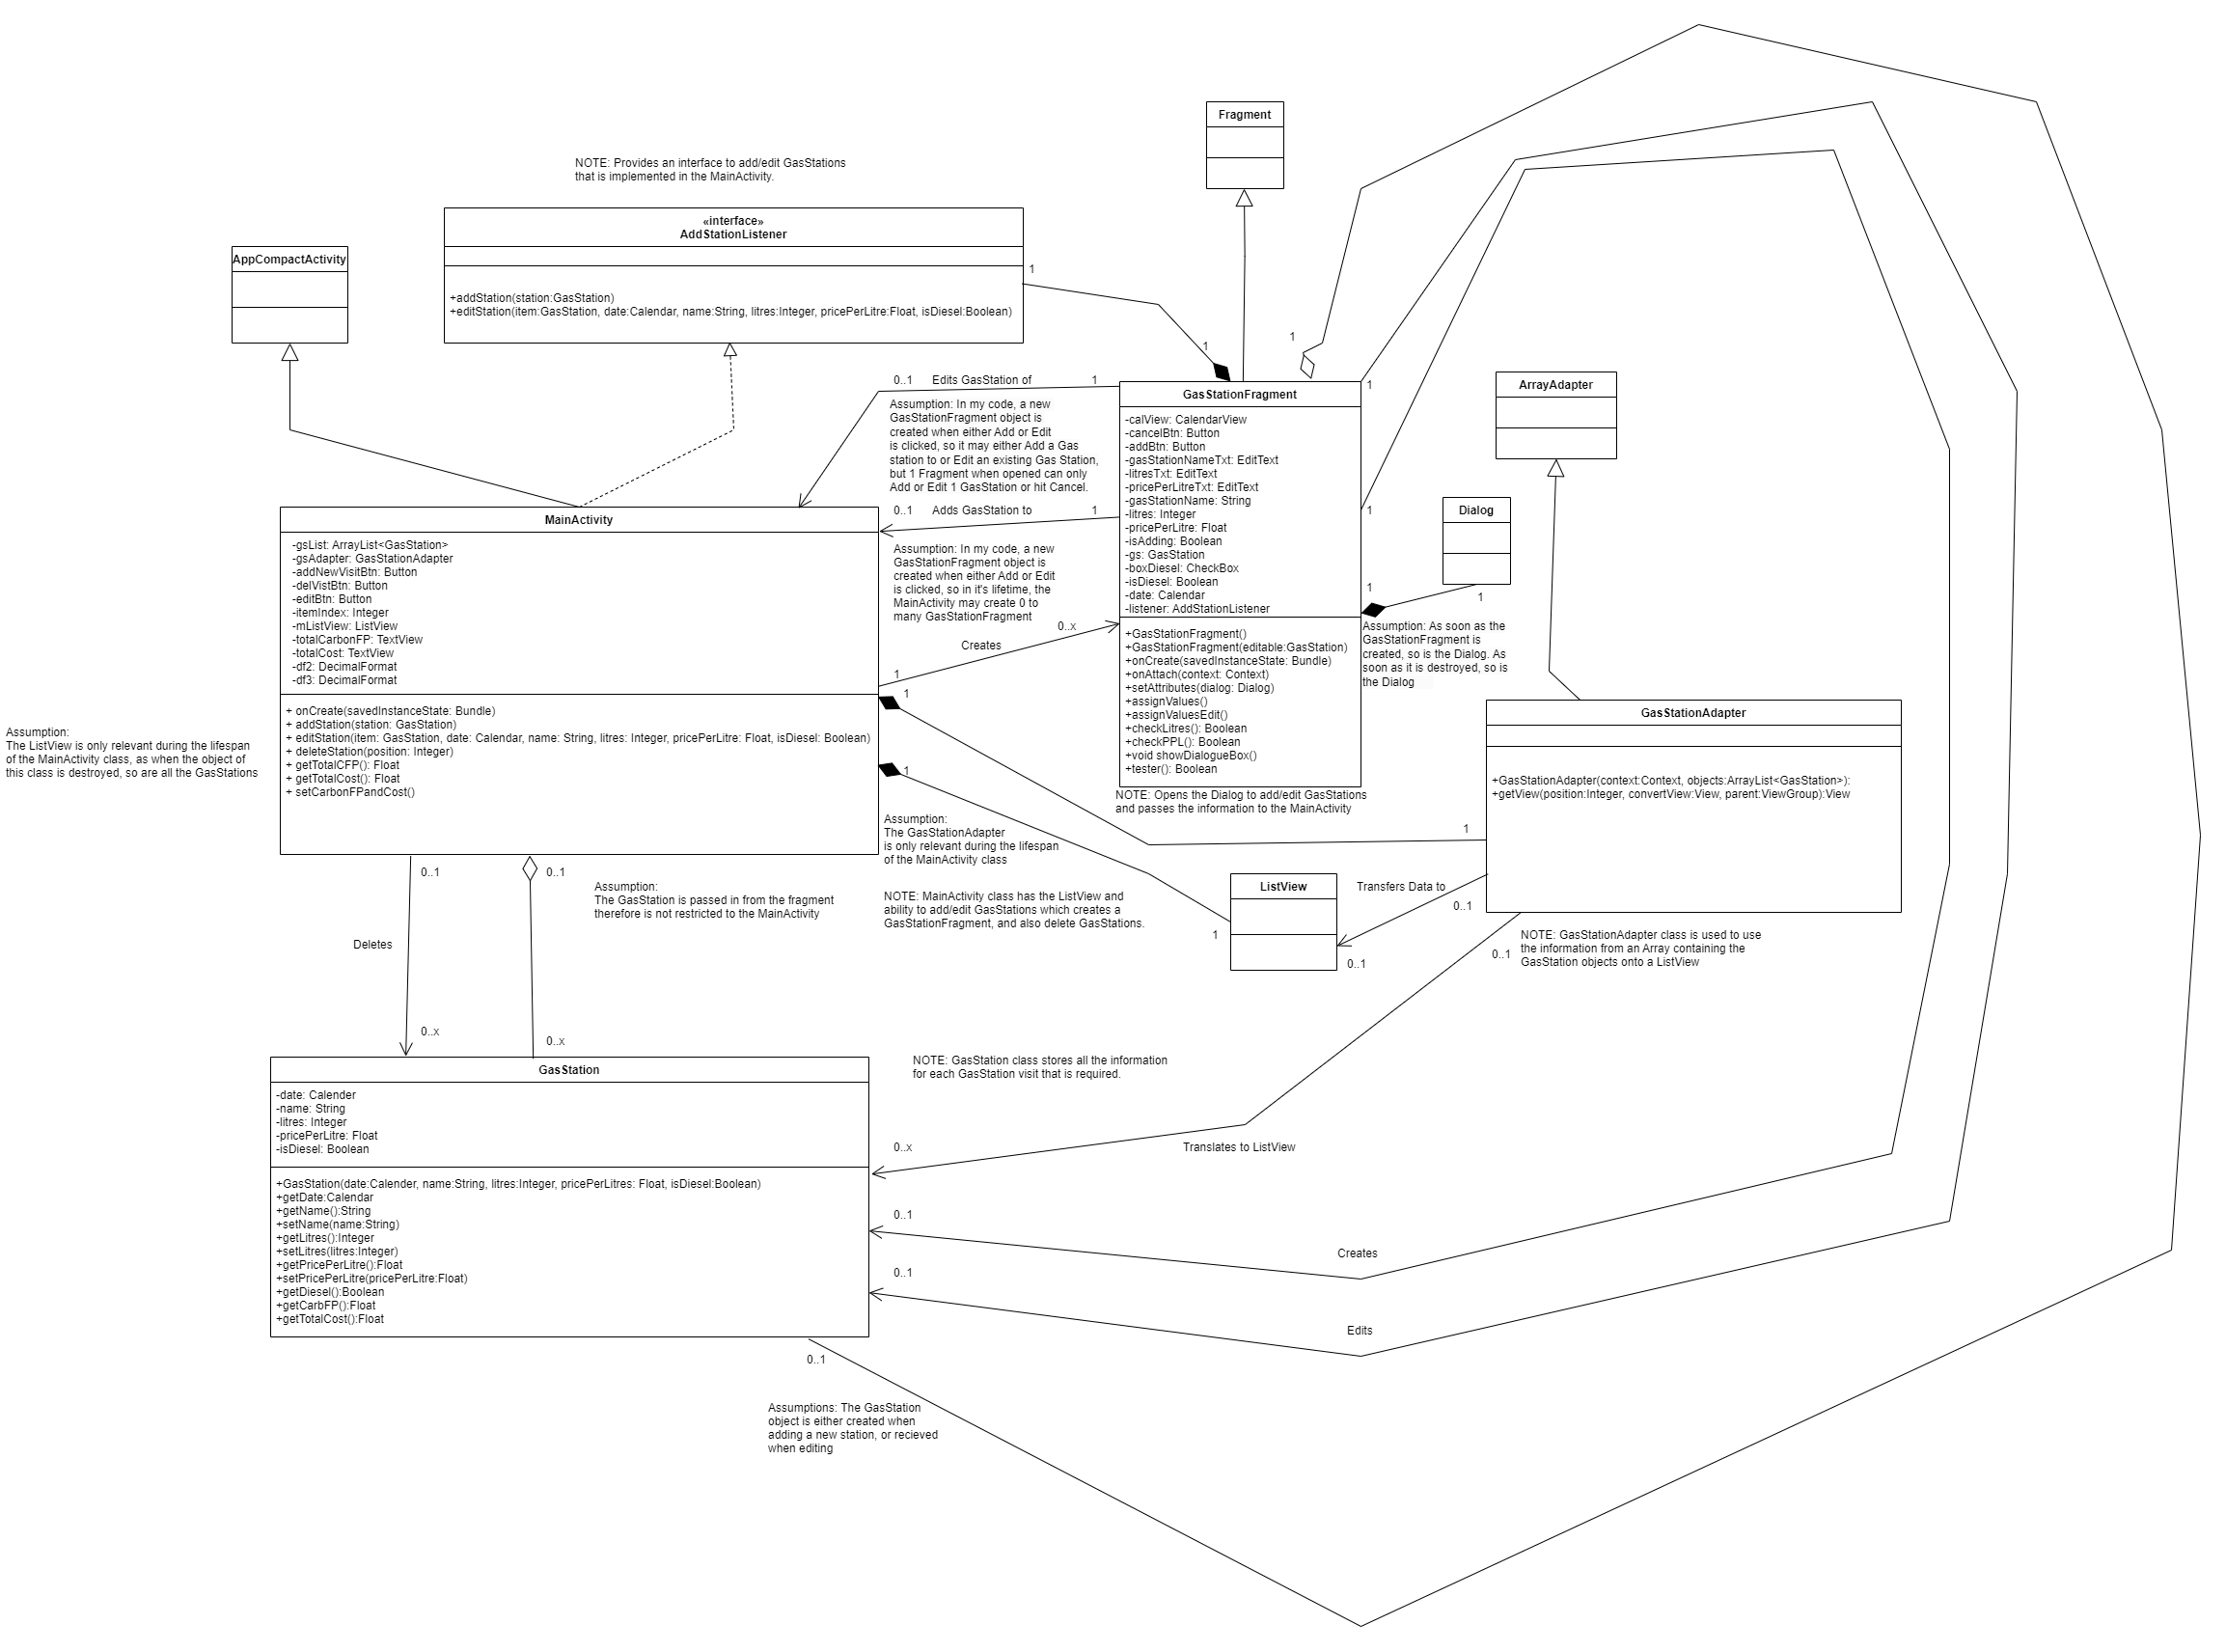 Fragment
NOTE: Provides an interface to add/edit GasStations
that is implemented in the MainActivity.
«interface»
AddStationListener
+addStation(station:GasStation)
+editStation(item:GasStation, date:Calendar, name:String, litres:Integer, pricePerLitre:Float, isDiesel:Boolean)
AppCompactActivity
1
1
1
0..1
Edits GasStation of
1
Assumption: In my code, a new
GasStationFragment object is
created when either Add or Edit
is clicked, so it may either Add a Gas
station to or Edit an existing Gas Station,
but 1 Fragment when opened can only
Add or Edit 1 GasStation or hit Cancel.
0..1
Adds GasStation to
1
Assumption: In my code, a new
GasStationFragment object is
created when either Add or Edit
is clicked, so in it's lifetime, the
MainActivity may create 0 to
many GasStationFragment
0..x
Creates
1
GasStationFragment
-calView: CalendarView
-cancelBtn: Button
-addBtn: Button
-gasStationNameTxt: EditText
-litresTxt: EditText
-pricePerLitreTxt: EditText
-gasStationName: String
-litres: Integer
-pricePerLitre: Float
-isAdding: Boolean
-gs: GasStation
-boxDiesel: CheckBox
-isDiesel: Boolean
-date: Calendar
-listener: AddStationListener
+GasStationFragment()
+GasStationFragment(editable:GasStation)
+onCreate(savedInstanceState: Bundle)
+onAttach(context: Context)
+setAttributes(dialog: Dialog)
+assignValues()
+assignValuesEdit()
+checkLitres(): Boolean
+checkPPL(): Boolean
+void showDialogueBox()
+tester(): Boolean
NOTE: Opens the Dialog to add/edit GasStations
and passes the information to the MainActivity
1
1
1
ArrayAdapter
Dialog
1
Assumption: As soon as the
GasStationFragment is
created, so is the Dialog. As
soon as it is destroyed, so is
the Dialog
MainActivity
-gsList: ArrayList<GasStation>
-gsAdapter: GasStationAdapter
-addNewVisitBtn: Button
-delVistBtn: Button
-editBtn: Button
-itemIndex: Integer
-mListView: ListView
-totalCarbonFP: TextView
-totalCost: TextView
-df2: DecimalFormat
-df3: DecimalFormat
+ onCreate(savedInstanceState: Bundle)
+ addStation(station: GasStation)
+ editStation(item: GasStation, date: Calendar, name: String, litres: Integer, pricePerLitre: Float, isDiesel: Boolean)
+ deleteStation(position: Integer)
+ getTotalCFP(): Float
+ getTotalCost(): Float
+ setCarbonFPandCost()
Assumption:
The ListView is only relevant during the lifespan
of the MainActivity class, as when the object of
this class is destroyed, so are all the GasStations
1
1
GasStationAdapter
+GasStationAdapter(context:Context, objects:ArrayList<GasStation>):
+getView(position:Integer, convertView:View, parent:ViewGroup):View
1
Assumption:
The GasStationAdapter
is only relevant during the lifespan
of the MainActivity class
NOTE: MainActivity class has the ListView and
ability to add/edit GasStations which creates a
GasStationFragment, and also delete GasStations.
ListView
1
Transfers Data to
0..1
0..1
0..1
NOTE: GasStationAdapter class is used to use
the information from an Array containing the
GasStation objects onto a ListView
0..1
0..1
Assumption:
The GasStation is passed in from the fragment
therefore is not restricted to the MainActivity
Deletes
0..x
0..x
NOTE: GasStation class stores all the information
for each GasStation visit that is required.
GasStation
-date: Calender
-name: String
-litres: Integer
-pricePerLitre: Float
-isDiesel: Boolean
+GasStation(date:Calender, name:String, litres:Integer, pricePerLitres: Float, isDiesel:Boolean)
+getDate:Calendar
+getName():String
+setName(name:String)
+getLitres():Integer
+setLitres(litres:Integer)
+getPricePerLitre():Float
+setPricePerLitre(pricePerLitre:Float)
+getDiesel():Boolean
+getCarbFP():Float
+getTotalCost():Float
0..x
Translates to ListView
0..1
Creates
0..1
Edits
0..1
Assumptions: The GasStation
object is either created when
adding a new station, or recieved
when editing